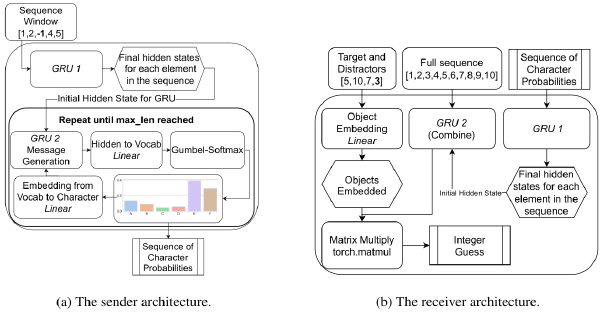 Sequence
Window
[1,2,-1,4,5]
GRU 1
Final hidden states
for each element
in the sequence
Initial Hidden State for GRU
Repeat until max_len reached
GRU 2
Message
Generation
Hidden to Vocab
Linear
Gumbel-Softmax
Embedding from
Vocab to Character
Linear
A B C D E F
Sequence of
Character
Probabilities
(a) The sender architecture.
Target and
Distractors
[5,10,7,3]
Full sequence
[1,2,3,4,5,6,7,8,9,10]
Sequence of
Character
Probabilities
Object
Embedding
Linear
GRU 2
(Combine)
GRU 1
Objects
Embedded
Initial Hidden State
Final hidden
states for each
element in the
sequence
Matrix Multiply
torch.matmul
Integer
Guess
(b) The receiver architecture.